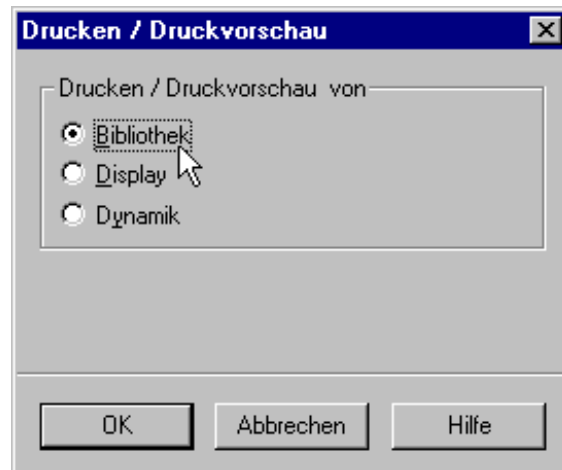 Drucken / Druckvorschau
Drucken / Druckvorschau von
Bibliothek
Display
Dynamik
OK Abbrechen Hilfe